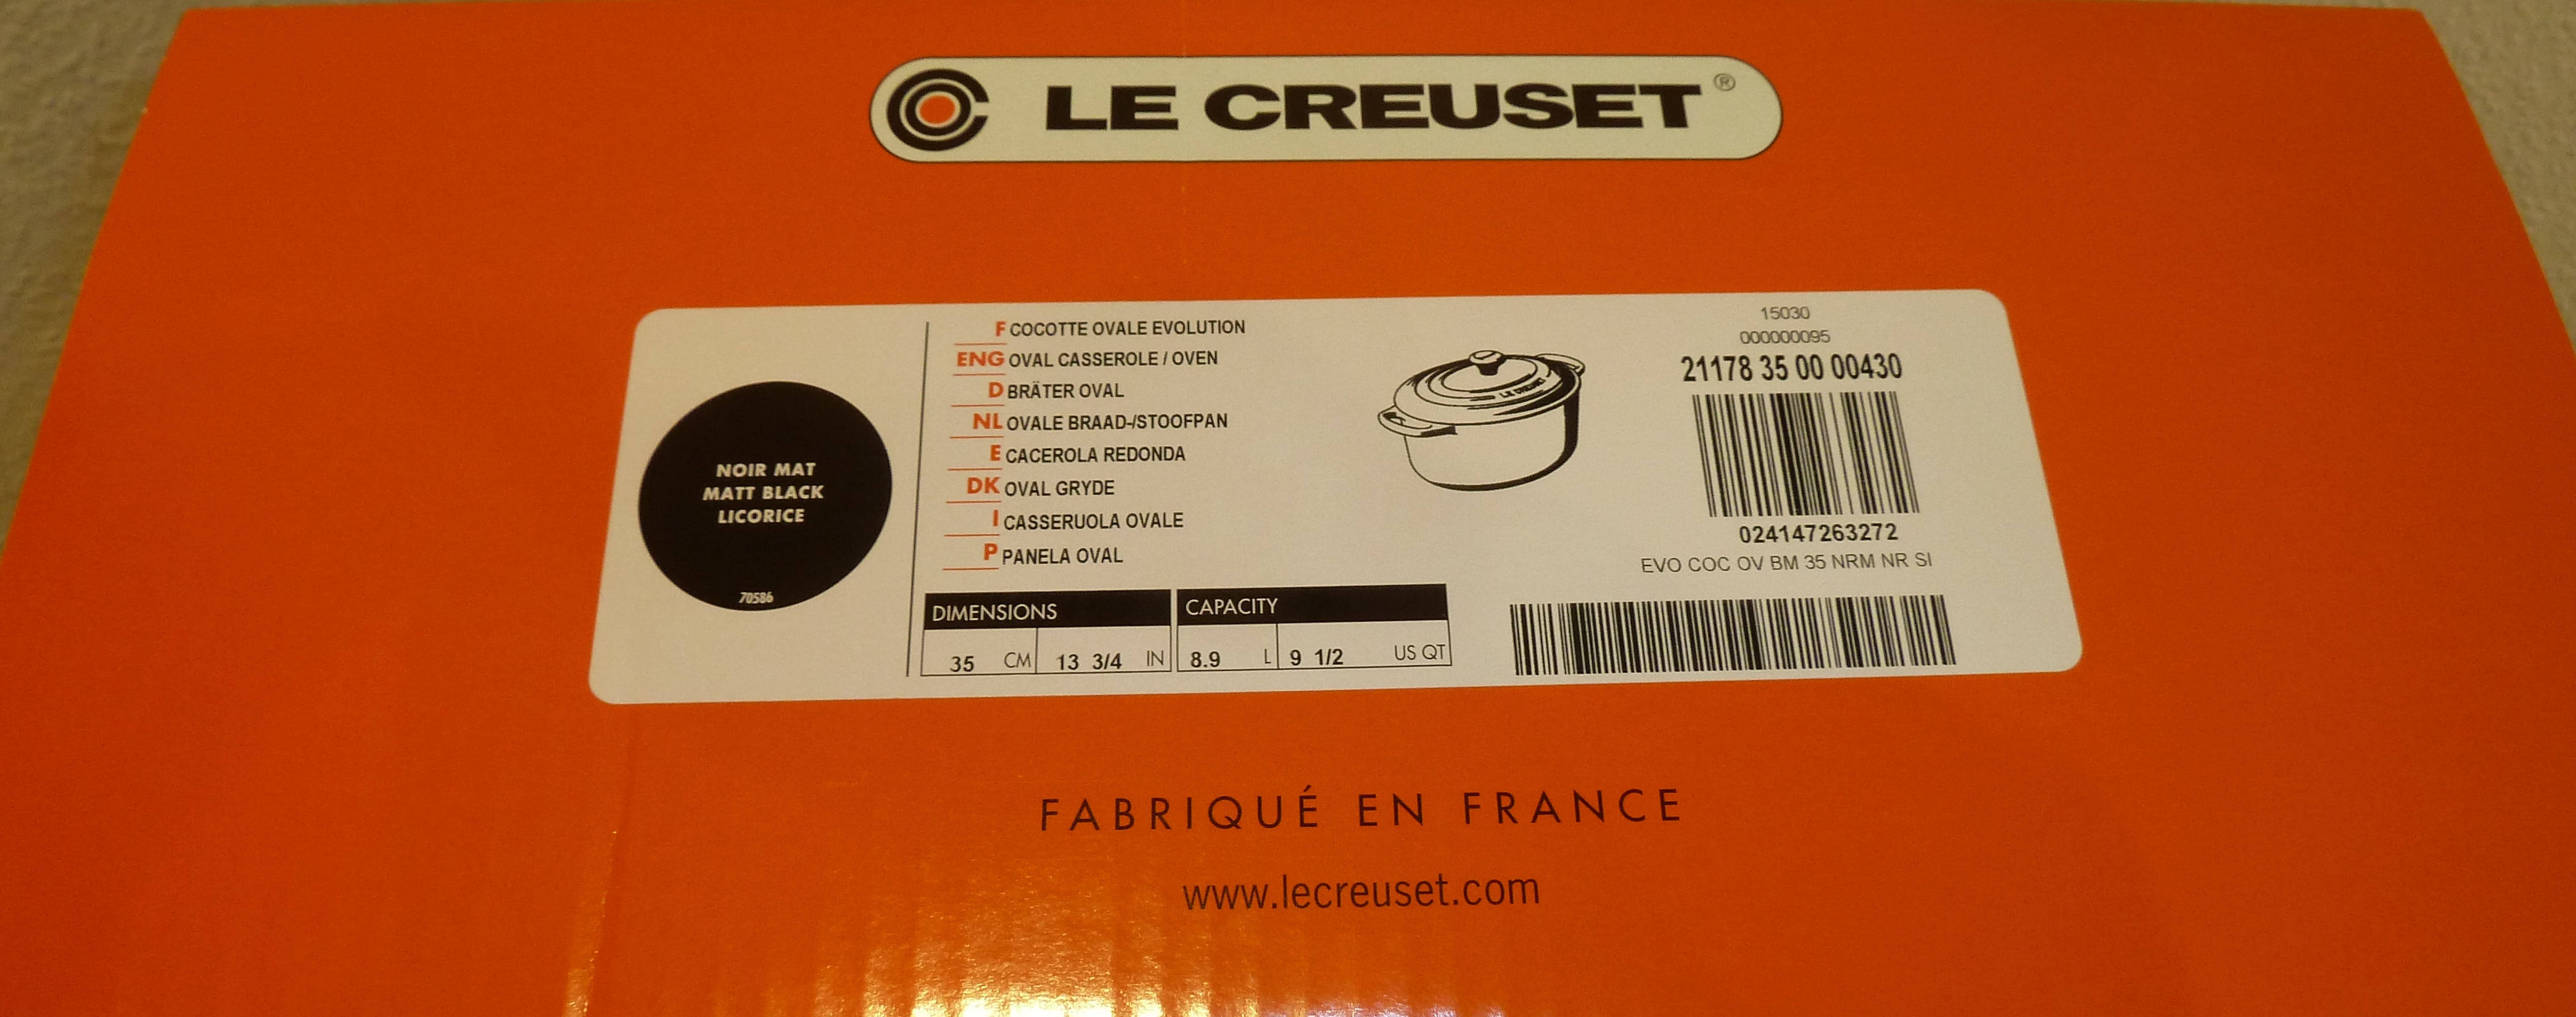 LE CREUSET®
NOIR MAT
MATT BLACK
LICORICE
70586
F COCOTTE OVALE EVOLUTION
ENG OVAL CASSEROLE / OVEN
D BRÄTER OVAL
NL OVALE BRAAD-/STOOFPAN
E CACEROLA REDONDA
DK OVAL GRYDE
I CASSERUOLA OVALE
P PANELA OVAL
DIMENSIONS
35 CM 13 3/4 IN
CAPACITY
8.9 L 9 1/2 US QT
LE CREUSET
15030
000000095
21178 35 00 00430
024147263272
EVO COC OV BM 35 NRM NR SI
FABRIQUÉ EN FRANCE
www.lecreuset.com